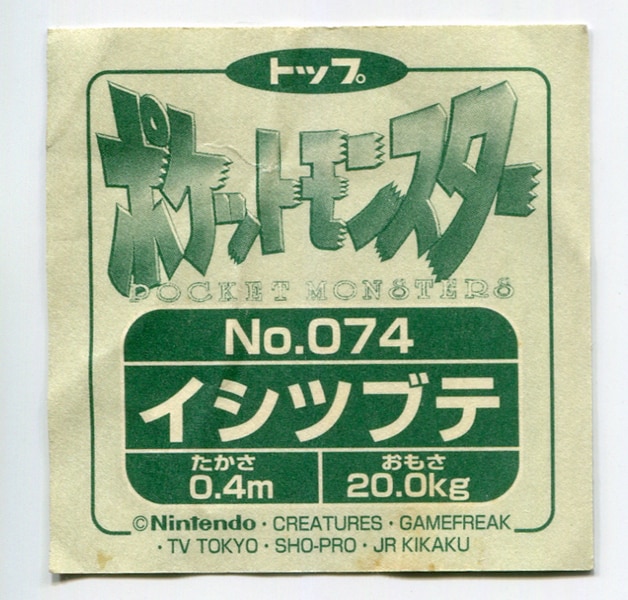 トップ。
ポケットモンスター
POCKET MONSTERS
No.074
イシツブテ
たかさ おもさ
0.4m 20.0kg
©Nintendo・CREATURES・GAMEFREAK
・TV TOKYO・SHO-PRO・JR KIKAKU